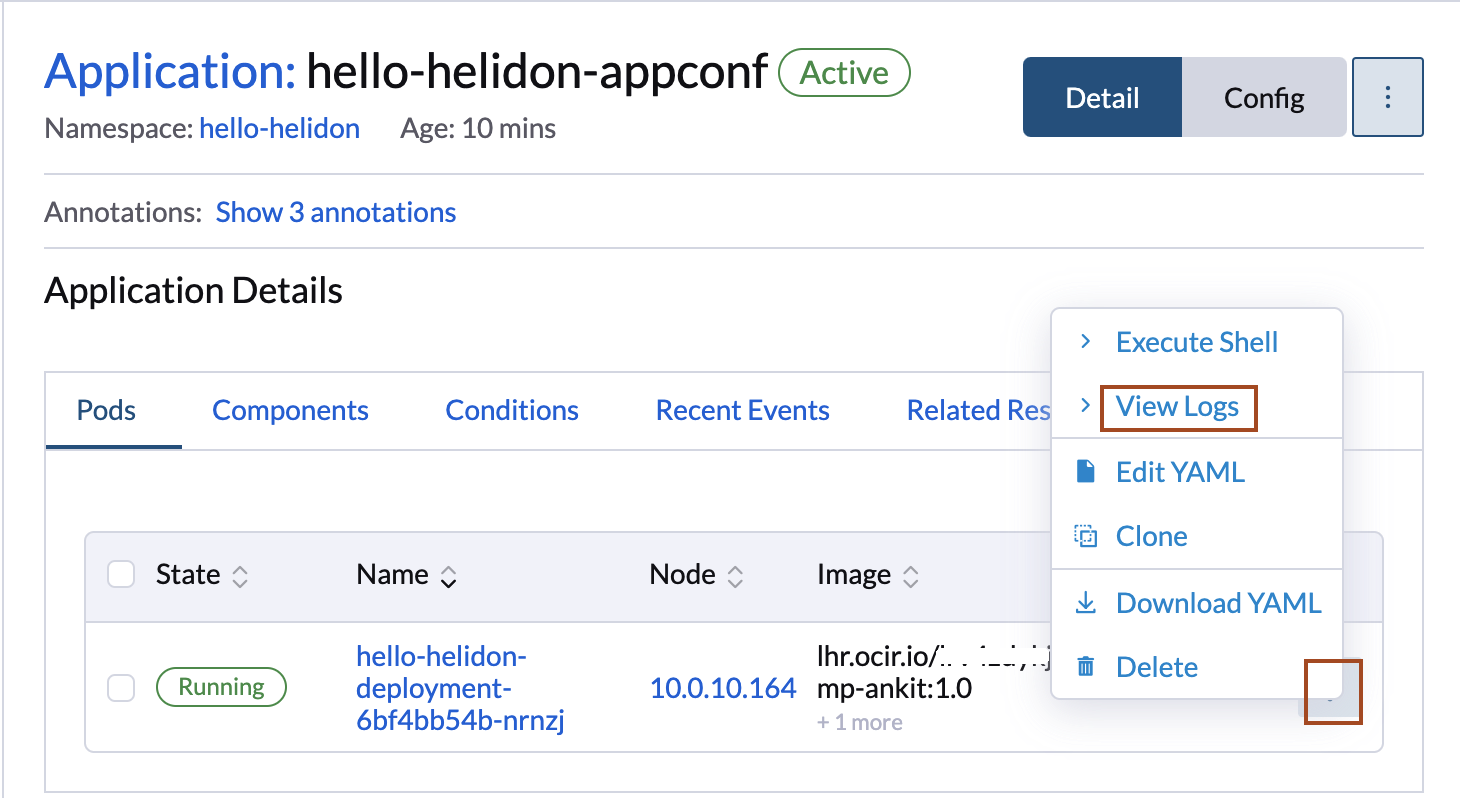 Application: hello-helidon-appconf Active
Detail
Config
Namespace: hello-helidon Age: 10 mins
Annotations: Show 3 annotations
Application Details
Execute Shell
View Logs
Edit YAML
Clone
Download YAML
Delete
Pods
Components
Conditions
Recent Events
Related Res
State
Name
Node
Image
Running
hello-helidon-
deployment-
6bf4bb54b-nrnzj
10.0.10.164
lhr.ocir.io/
mp-ankit:1.0
+ 1 more